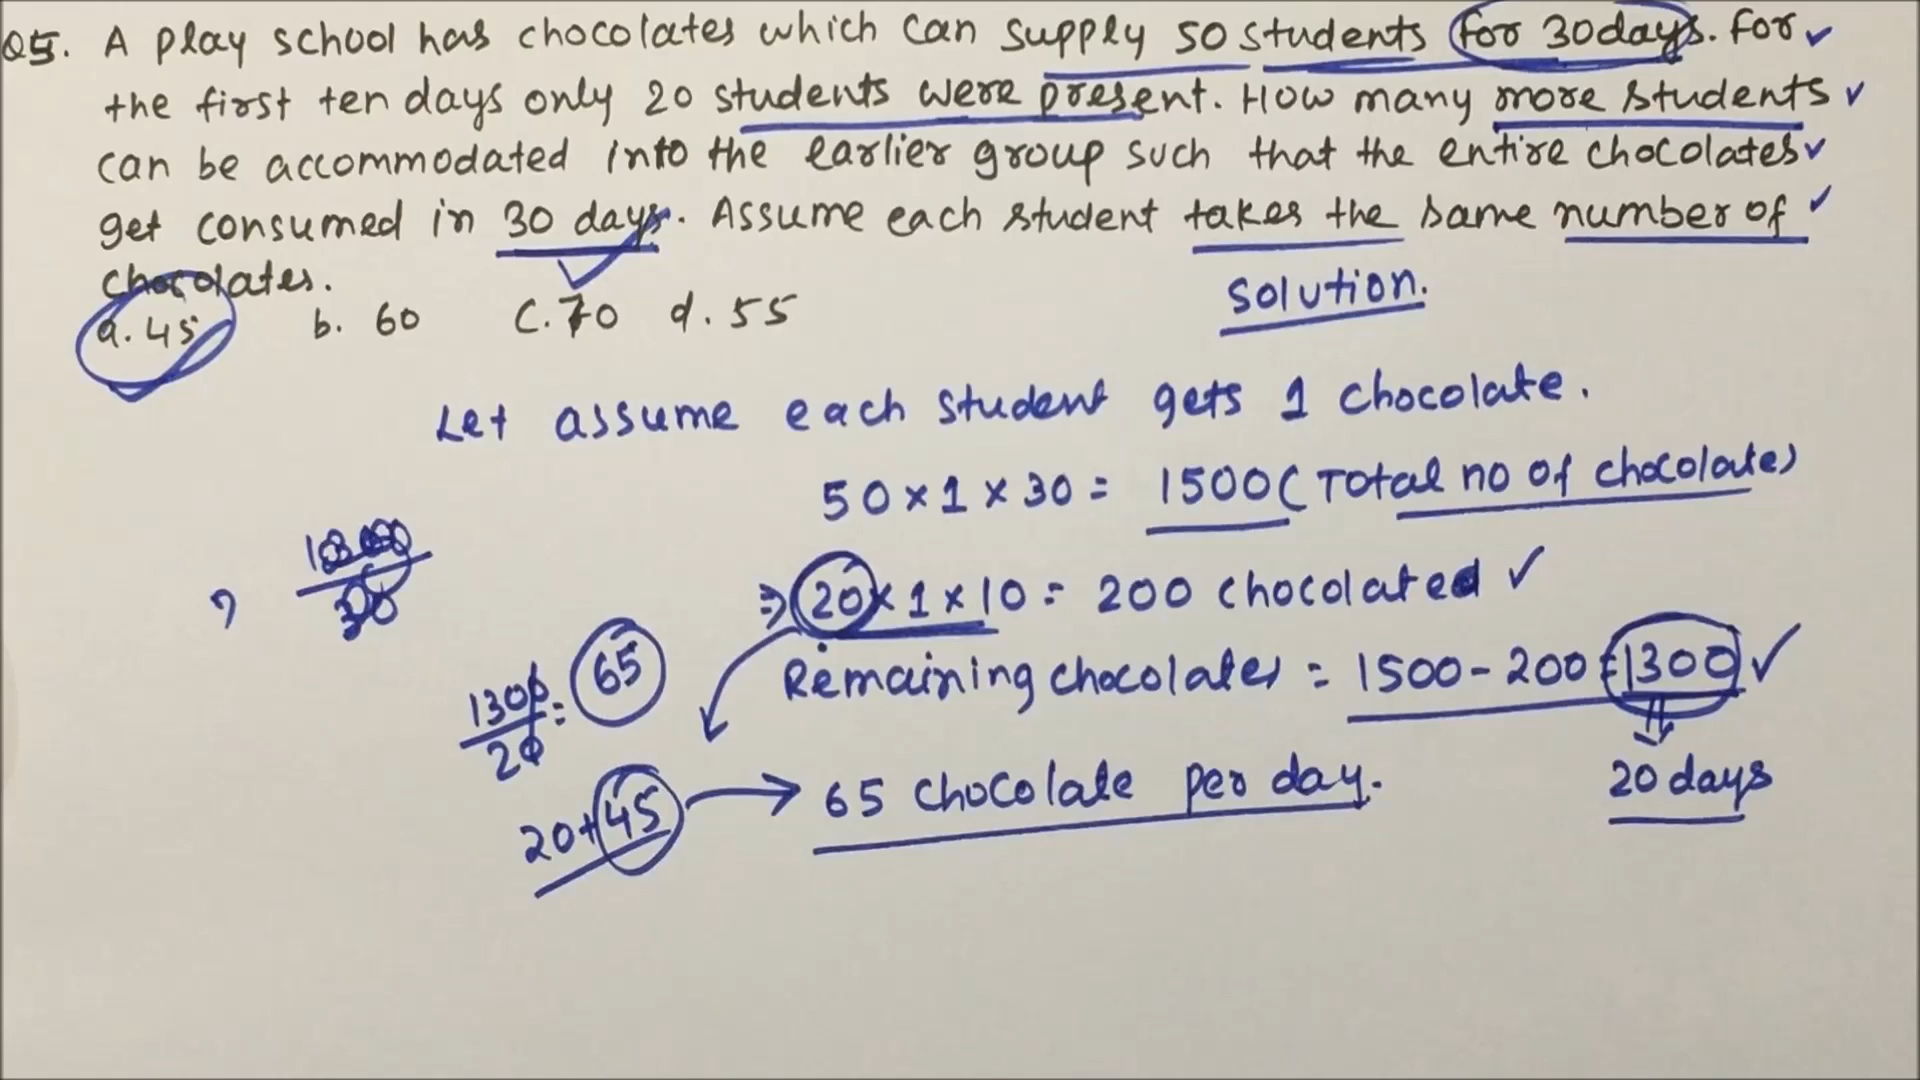 Q5. A play school has chocolates which can supply 50 students for 30 days. For
the first ten days only 20 students were present. How many more students
can be accommodated into the earlier group such that the entire chocolates
get consumed in 30 days. Assume each student takes the same number of
chocolates.
a. 45 b. 60 c. 70 d. 55
Solution.
Let assume each student gets 1 chocolate.
50 × 1 × 30 = 1500 ( Total no of chocolates)
⇒ 20 × 1 × 10 = 200 chocolated
Remaining chocolates = 1500 - 200 = 1300
1300/20 = 65
20 days
20+45 → 65 chocolate per day.